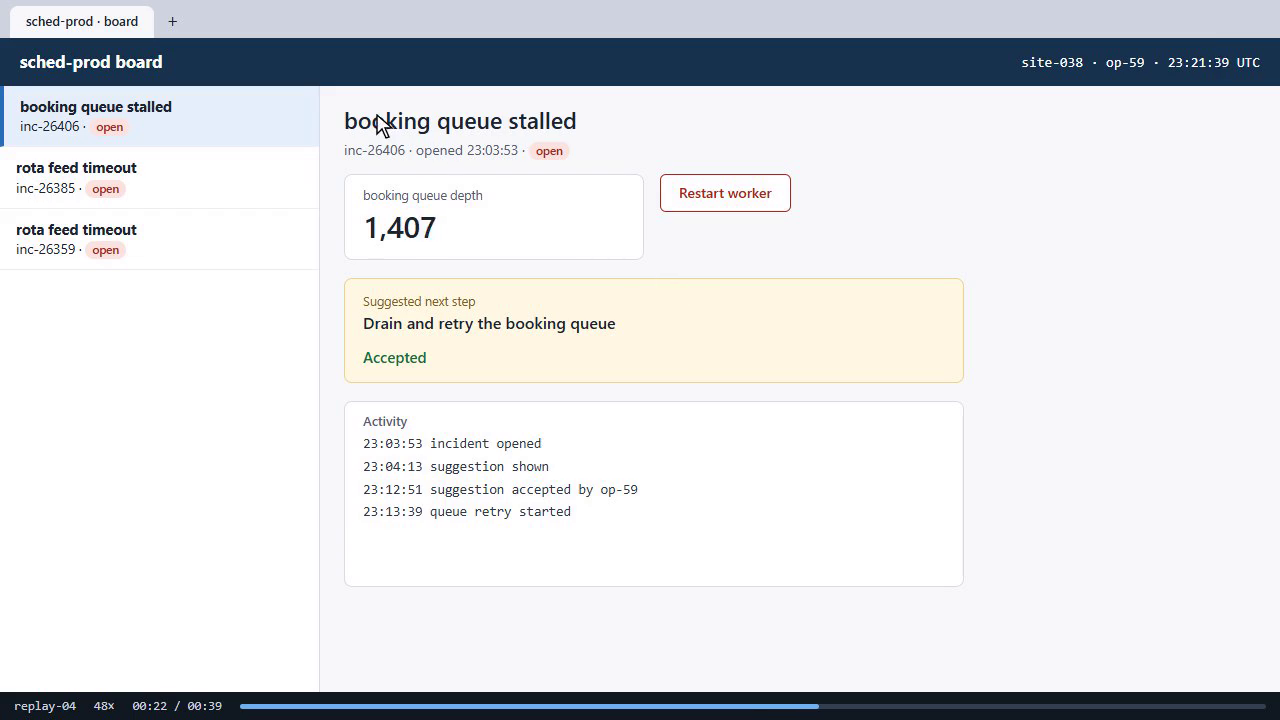 sched-prod · board +
sched-prod board
site-038 · op-59 · 23:21:39 UTC
booking queue stalled
inc-26406 · open
rota feed timeout
inc-26385 · open
rota feed timeout
inc-26359 · open
booking queue stalled
inc-26406 · opened 23:03:53 · open
booking queue depth
1,407
Restart worker
Suggested next step
Drain and retry the booking queue
Accepted
Activity
23:03:53 incident opened
23:04:13 suggestion shown
23:12:51 suggestion accepted by op-59
23:13:39 queue retry started
replay-04 48x 00:22 / 00:39